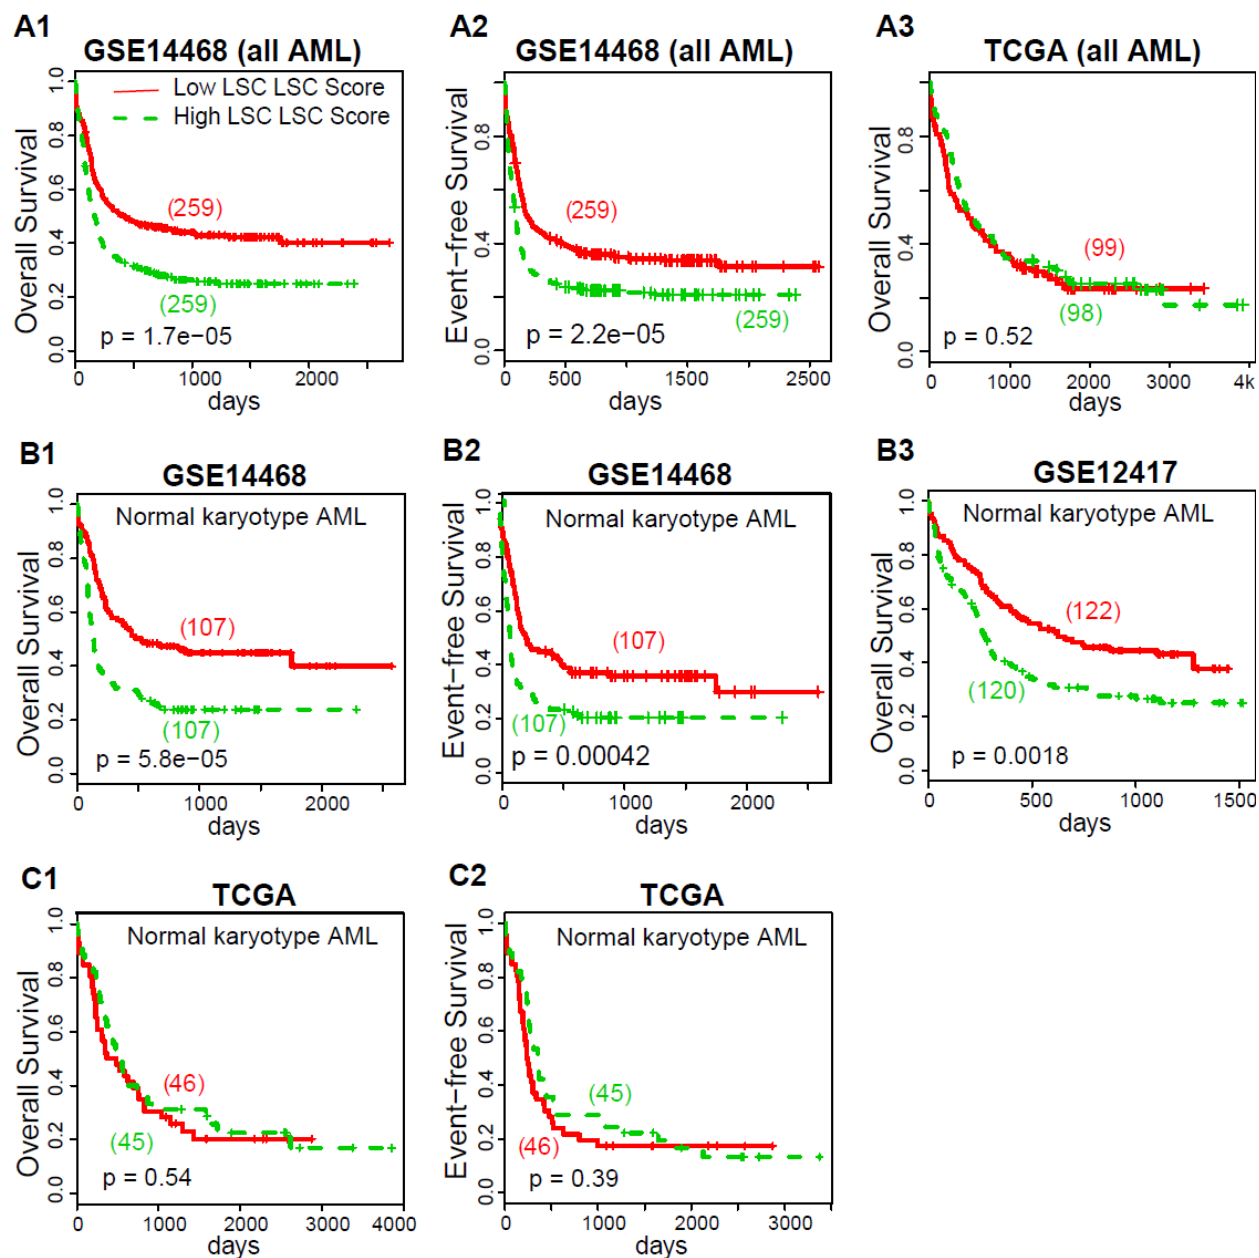 A1
GSE14468 (all AML)
Overall Survival
0.0 0.2 0.4 0.6 0.8 1.0
Low LSC LSC Score
High LSC LSC Score
(259)
(259)
p = 1.7e−05
0 1000 2000
days
A2
GSE14468 (all AML)
Event−free Survival
0.0 0.4 0.8
(259)
(259)
p = 2.2e−05
0 500 1500 2500
days
A3
TCGA (all AML)
Overall Survival
0.0 0.4 0.8
(99)
(98)
p = 0.52
0 1000 2000 3000 4k
days
B1
GSE14468
Normal karyotype AML
Overall Survival
0.0 0.2 0.4 0.6 0.8 1.0
(107)
(107)
p = 5.8e−05
0 1000 2000
days
B2
GSE14468
Normal karyotype AML
Event−free Survival
0.0 0.2 0.4 0.6 0.8 1.0
(107)
(107)
p = 0.00042
0 1000 2000
days
B3
GSE12417
Normal karyotype AML
Overall Survival
0.0 0.2 0.4 0.6 0.8 1.0
(122)
(120)
p = 0.0018
0 500 1000 1500
days
C1
TCGA
Normal karyotype AML
Overall Survival
0.0 0.2 0.4 0.6 0.8 1.0
(46)
(45)
p = 0.54
0 1000 2000 3000 4000
days
C2
TCGA
Normal karyotype AML
Event−free Survival
0.0 0.2 0.4 0.6 0.8 1.0
(45)
(46)
p = 0.39
0 1000 2000 3000
days